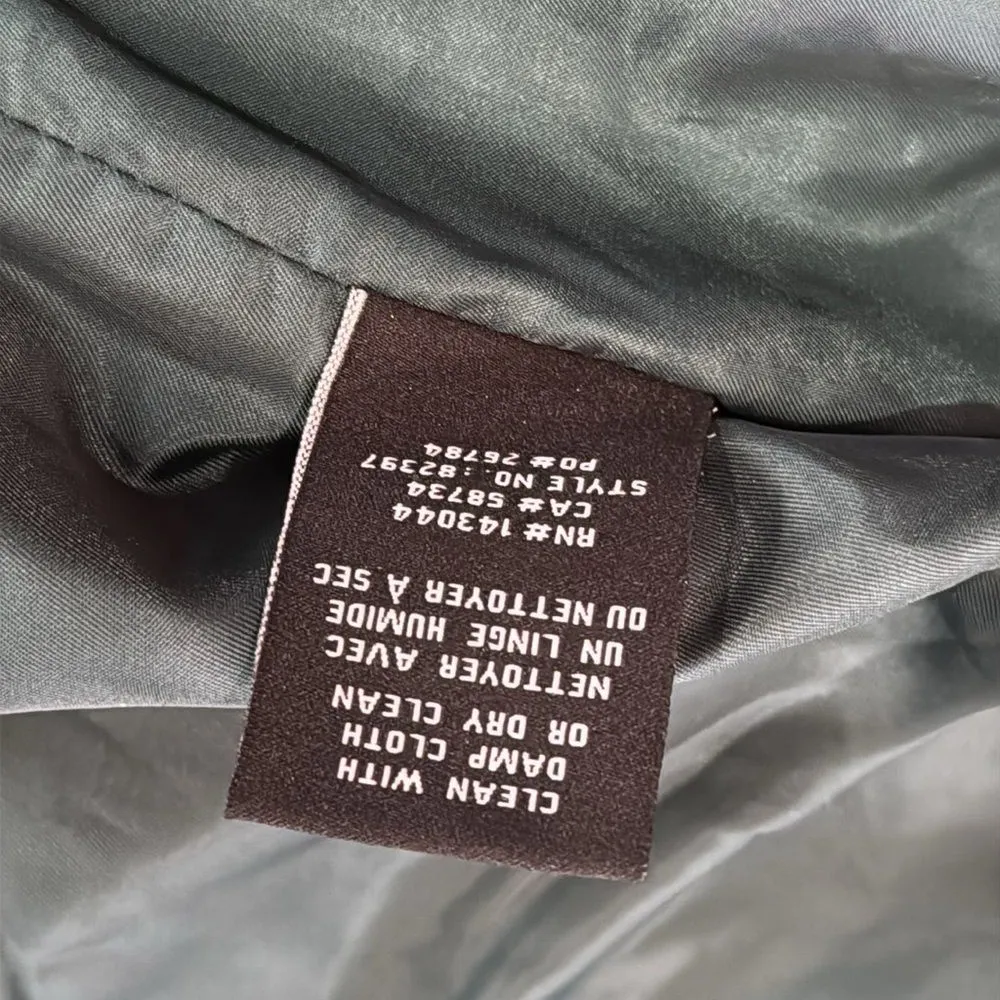 CLEAN WITH
DAMP CLOTH
OR DRY CLEAN
NETTOYER AVEC
UN LINGE HUMIDE
OU NETTOYER À SEC
RN# 143044
CA# 58734
STYLE NO.: 82397
PO# 26784